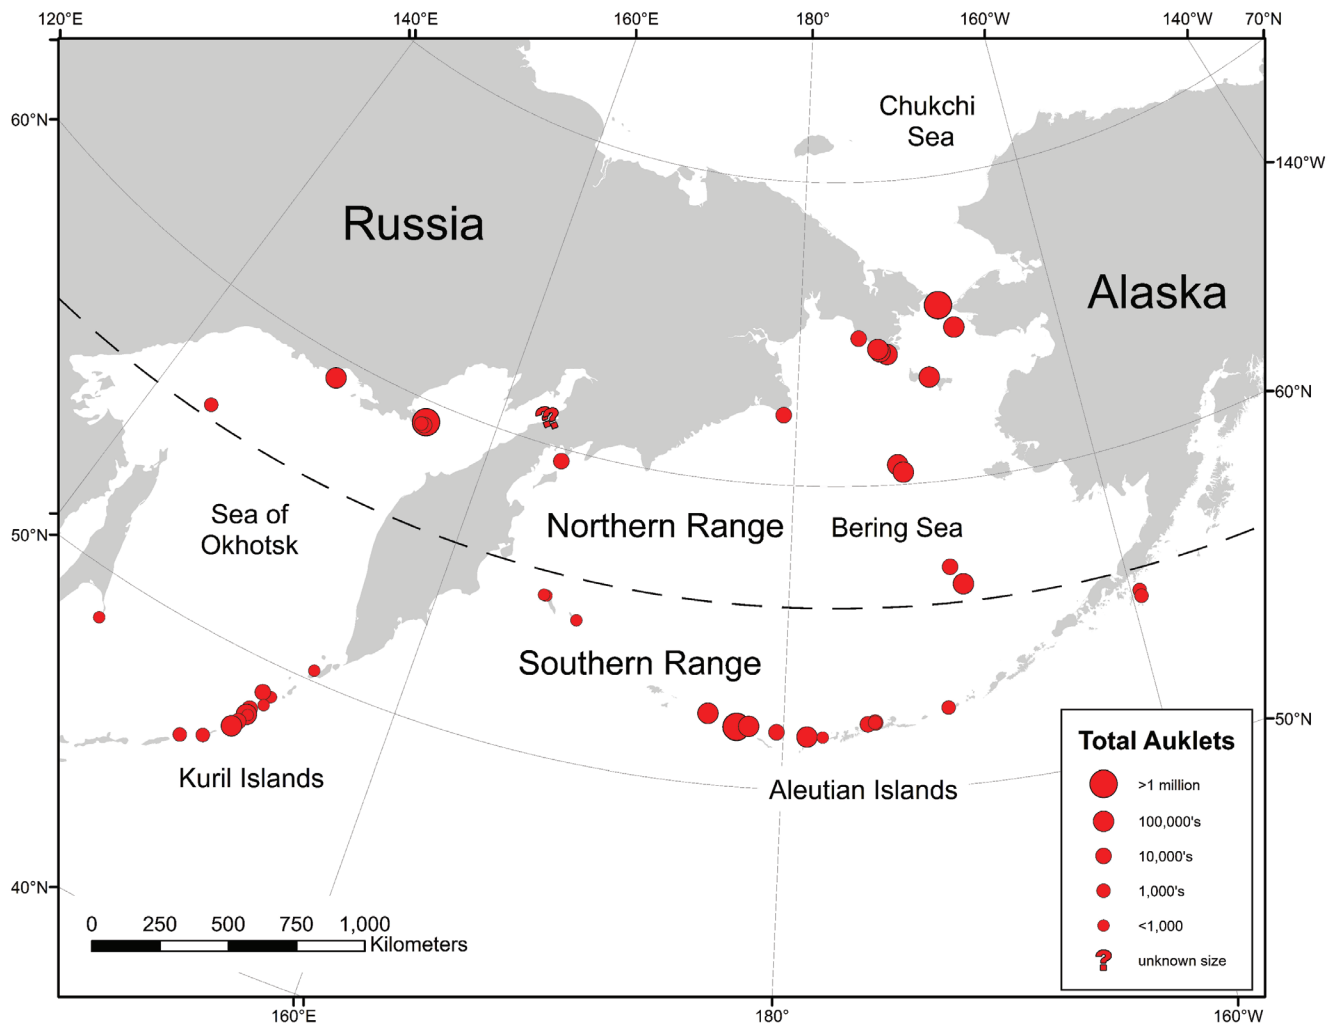 120°E
140°E
160°E
180°
160°W
140°W
70°N
60°N
Chukchi
Sea
140°W
Russia
Alaska
60°N
?
?
Sea of
Okhotsk
Northern Range
Bering Sea
50°N
Southern Range
50°N
Kuril Islands
Aleutian Islands
Total Auklets
>1 million
100,000's
10,000's
1,000's
<1,000
? unknown size
40°N
0 250 500 750 1,000
Kilometers
160°E
180°
160°W